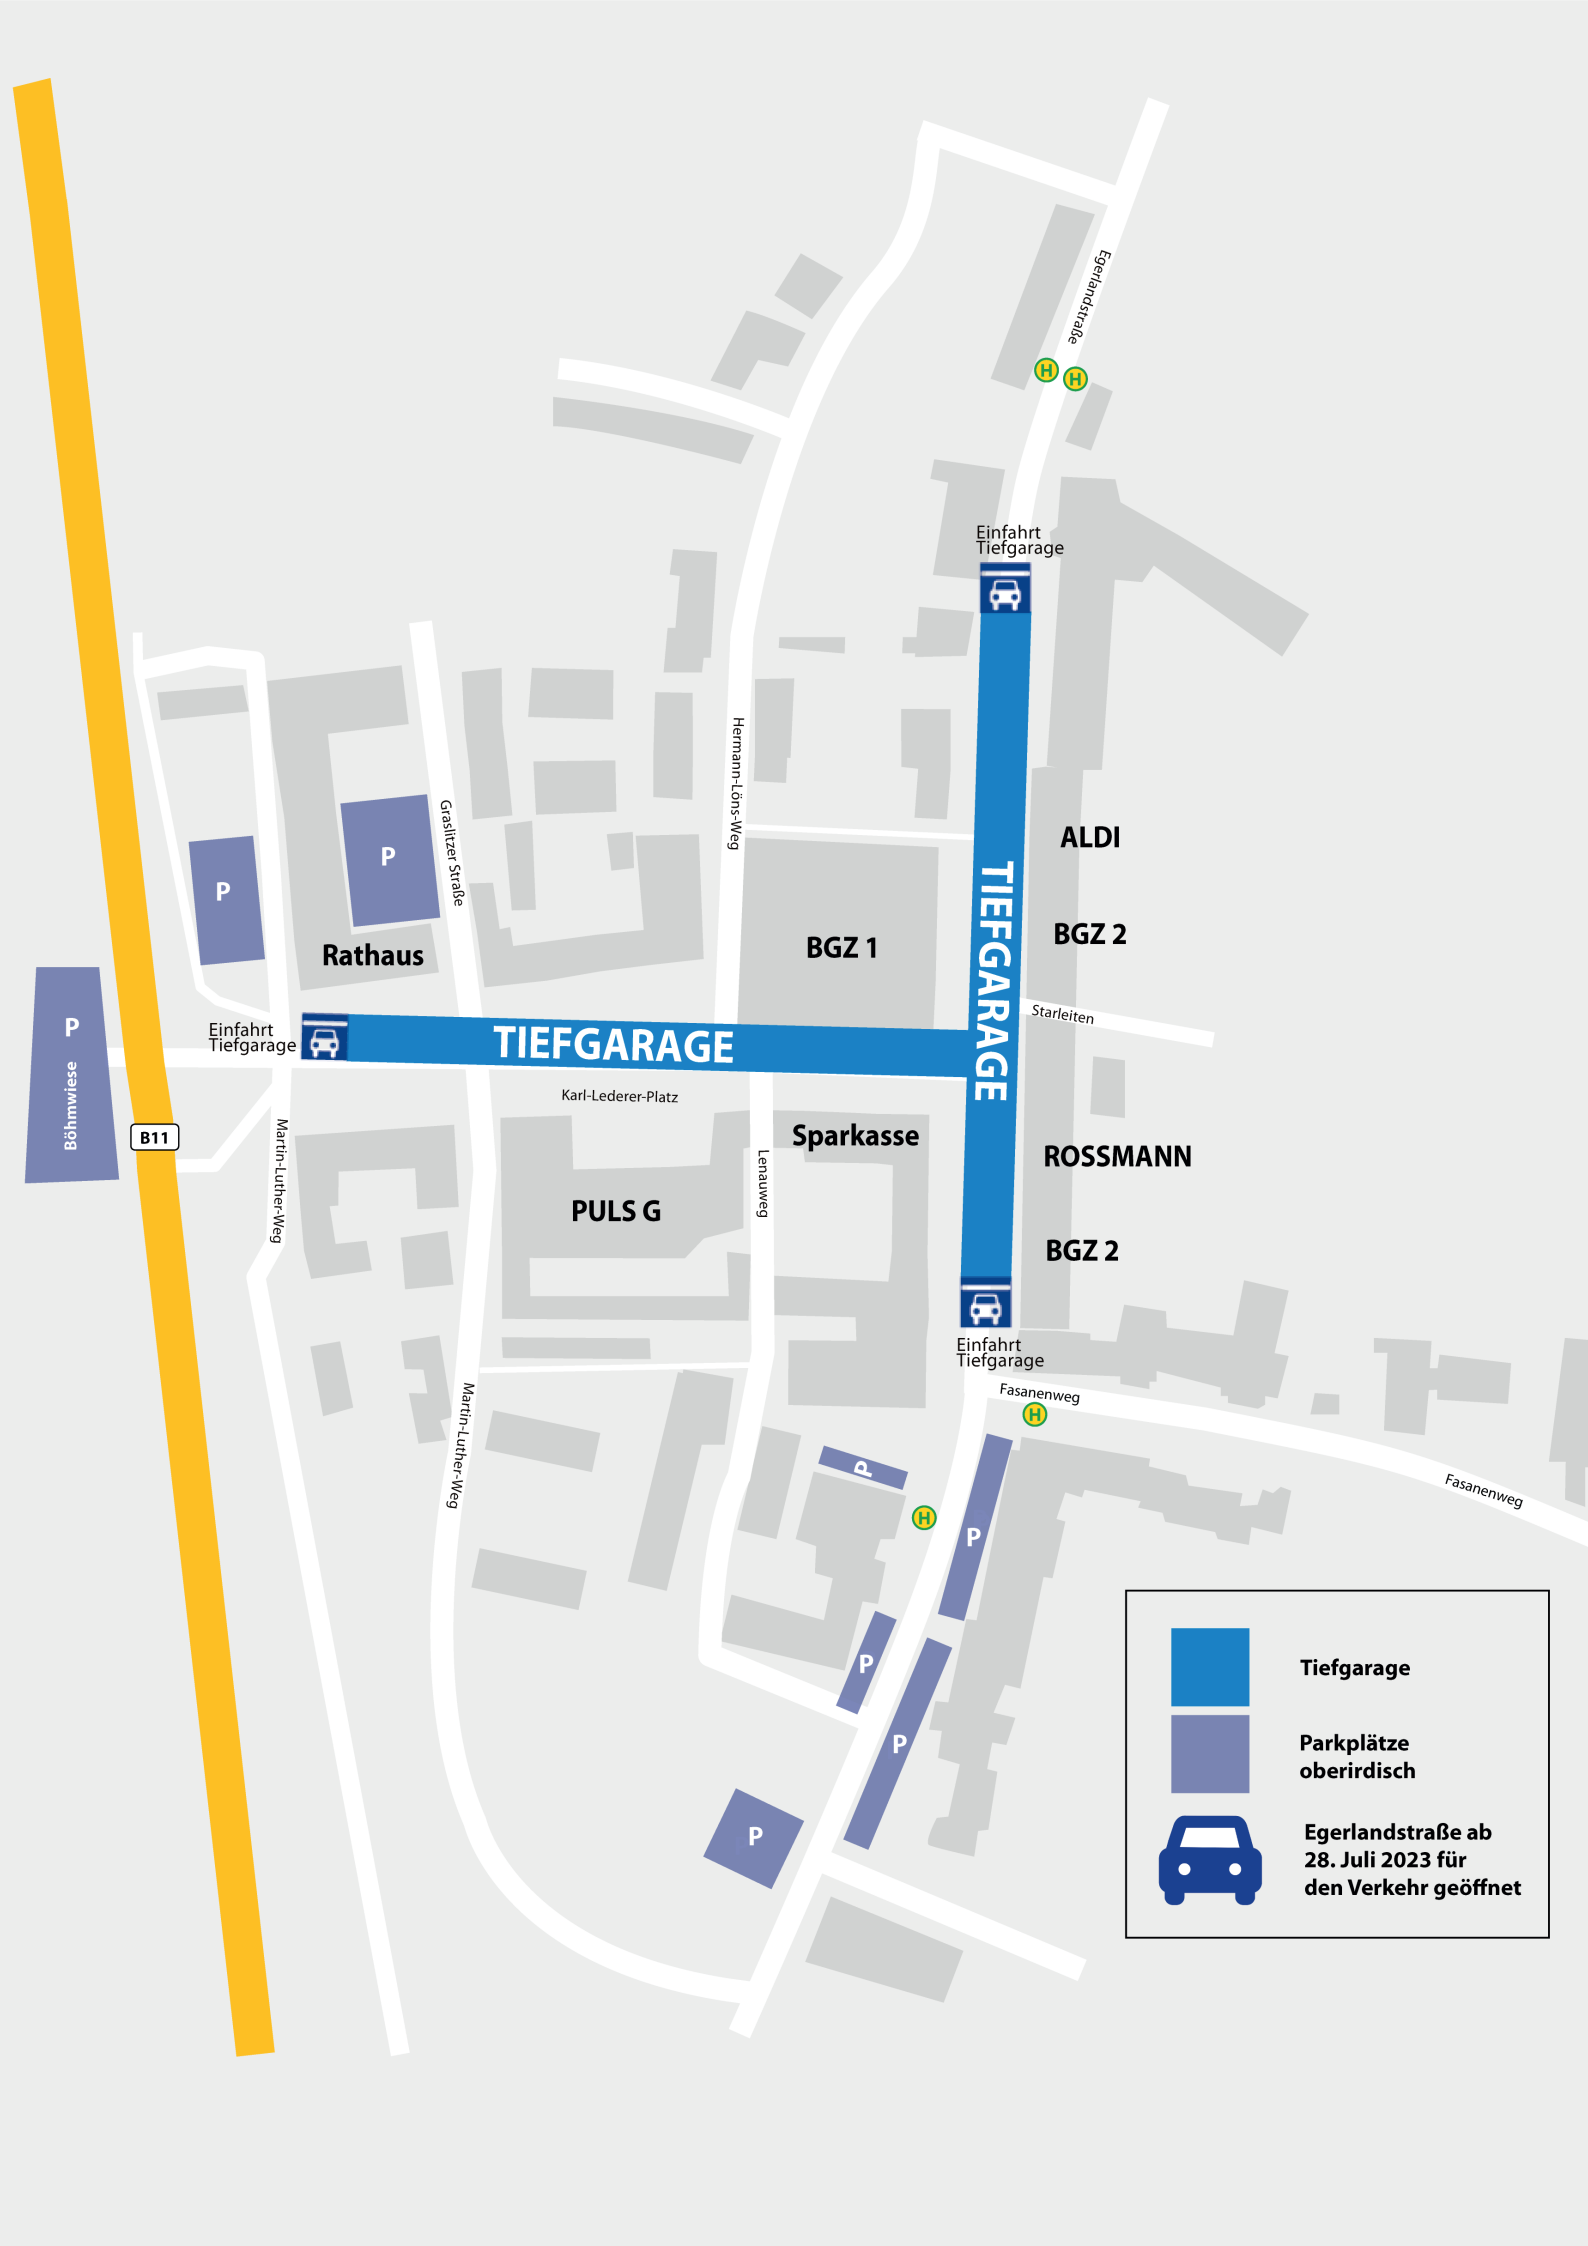 Egerlandstraße
H
H
Einfahrt
Tiefgarage
Hermann-Löns-Weg
Graslitzer Straße
P
P
ALDI
BGZ 2
BGZ 1
Rathaus
TIEFGARAGE
Starleiten
P
Böhmwiese
Einfahrt
Tiefgarage
TIEFGARAGE
Karl-Lederer-Platz
B11
Martin-Luther-Weg
Sparkasse
Lenauweg
ROSSMANN
PULS G
BGZ 2
Einfahrt
Tiefgarage
Fasanenweg
H
Martin-Luther-Weg
P
Fasanenweg
H
P
P
P
P
Tiefgarage
Parkplätze
oberirdisch
Egerlandstraße ab
28. Juli 2023 für
den Verkehr geöffnet